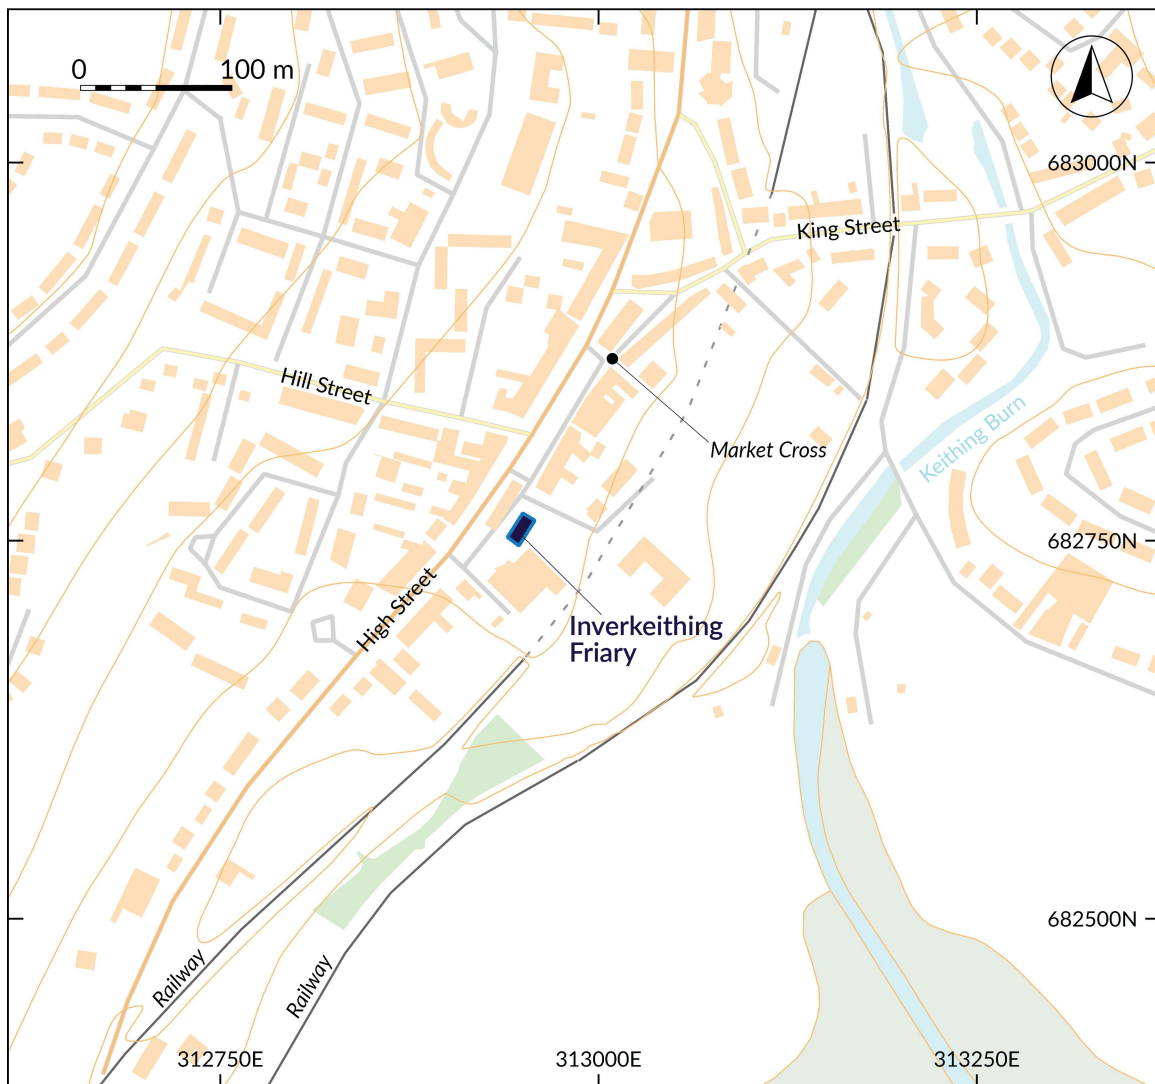 0 100 m
683000N
King Street
Hill Street
Keithing Burn
Market Cross
682750N
High Street
Inverkeithing
Friary
682500N
Railway
Railway
312750E
313000E
313250E